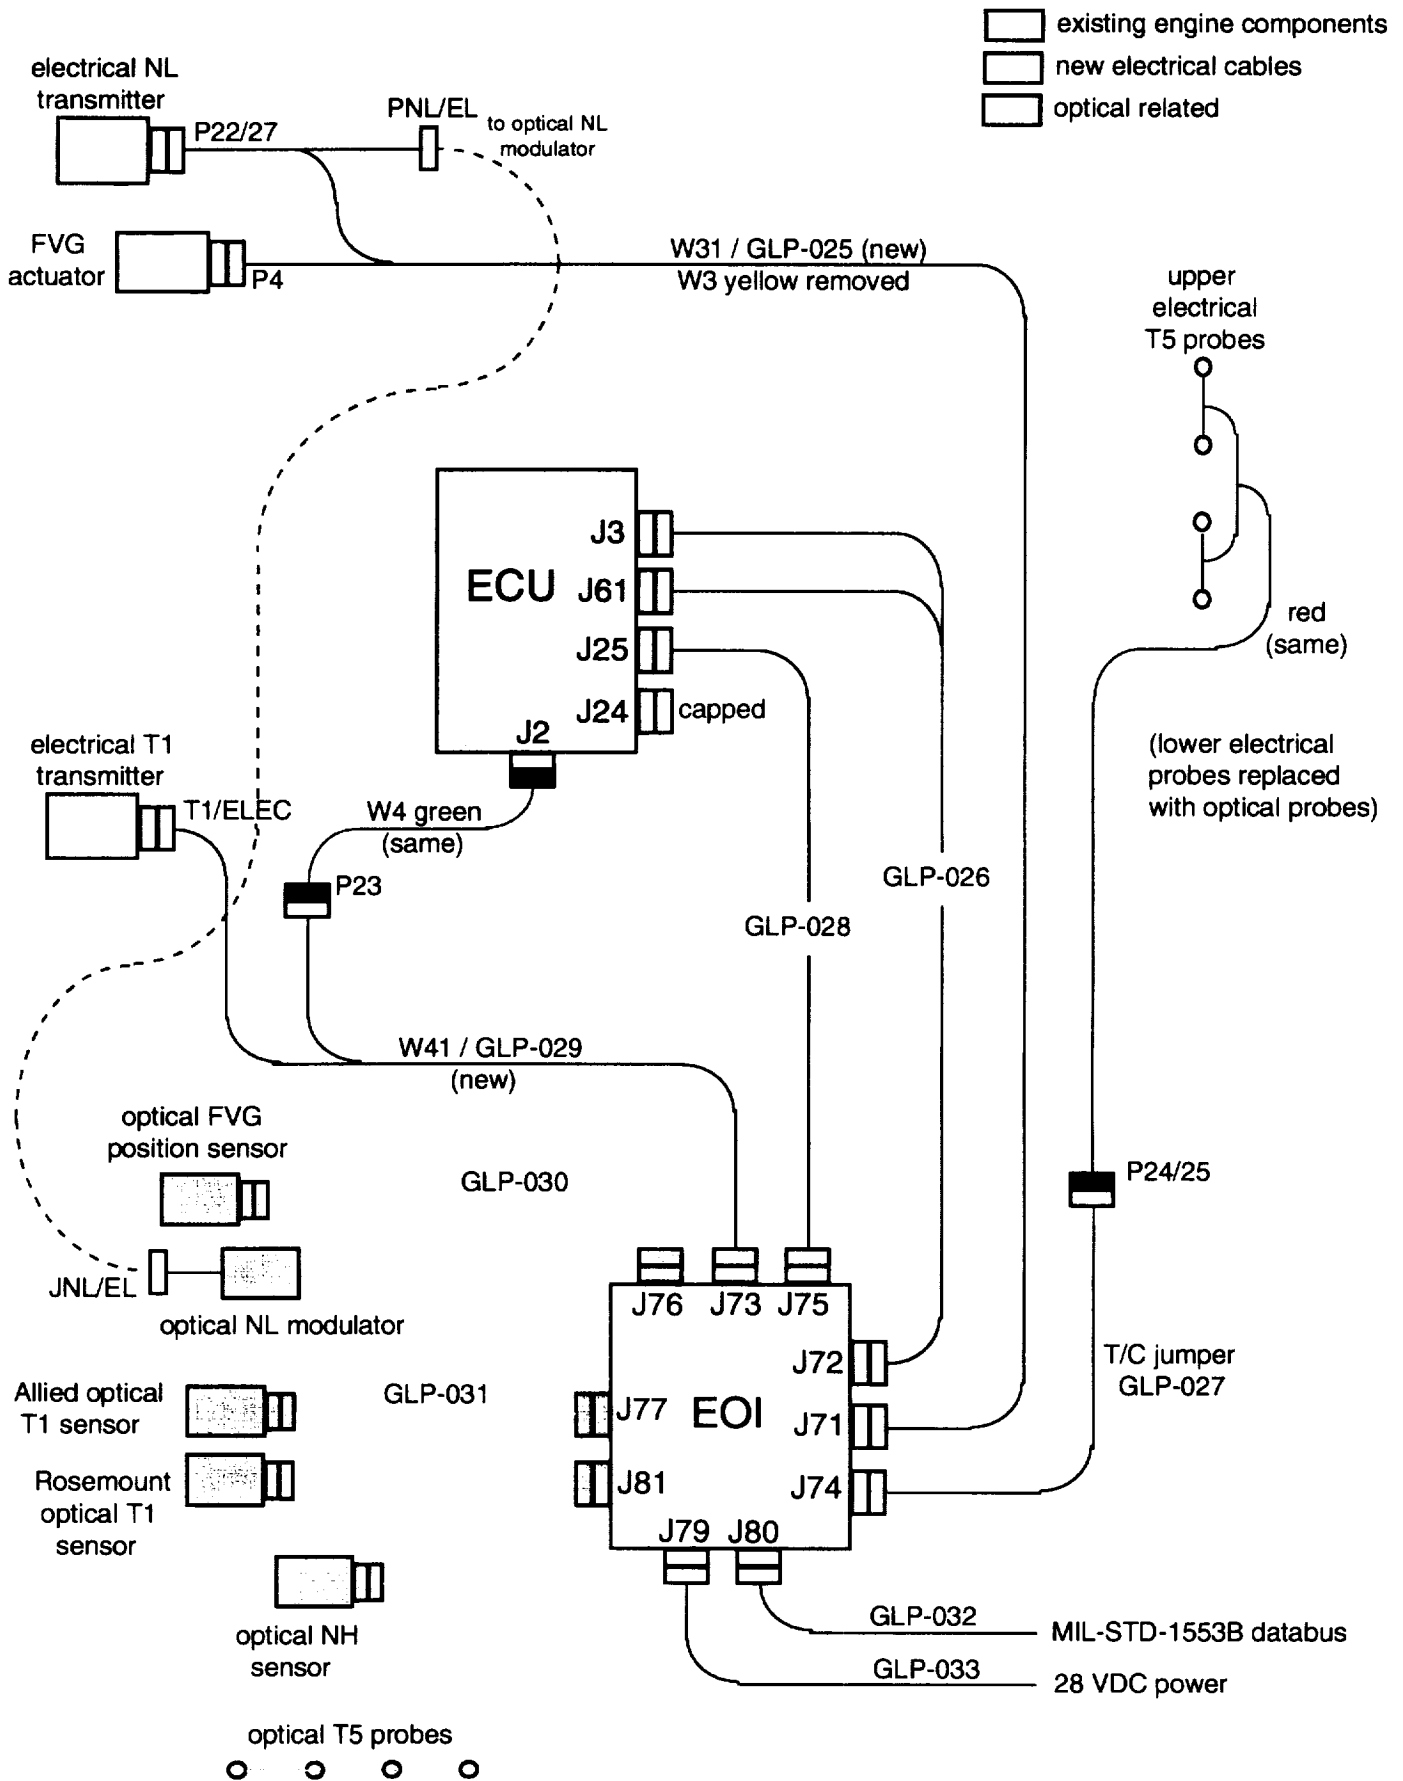 existing engine components
new electrical cables
optical related
electrical NL
transmitter
P22/27
PNL/EL
to optical NL
modulator
FVG
actuator
P4
W31 / GLP-025 (new)
W3 yellow removed
upper
electrical
T5 probes
red
(same)
(lower electrical
probes replaced
with optical probes)
ECU
J3
J61
J25
J24
capped
J2
electrical T1
transmitter
T1/ELEC
W4 green
(same)
P23
GLP-026
GLP-028
W41 / GLP-029
(new)
optical FVG
position sensor
GLP-030
P24/25
JNL/EL
optical NL modulator
J76
J73
J75
J72
J71
J74
J77
EOI
J81
J79
J80
T/C jumper
GLP-027
Allied optical
T1 sensor
GLP-031
Rosemount
optical T1
sensor
optical NH
sensor
GLP-032
MIL-STD-1553B databus
GLP-033
28 VDC power
optical T5 probes